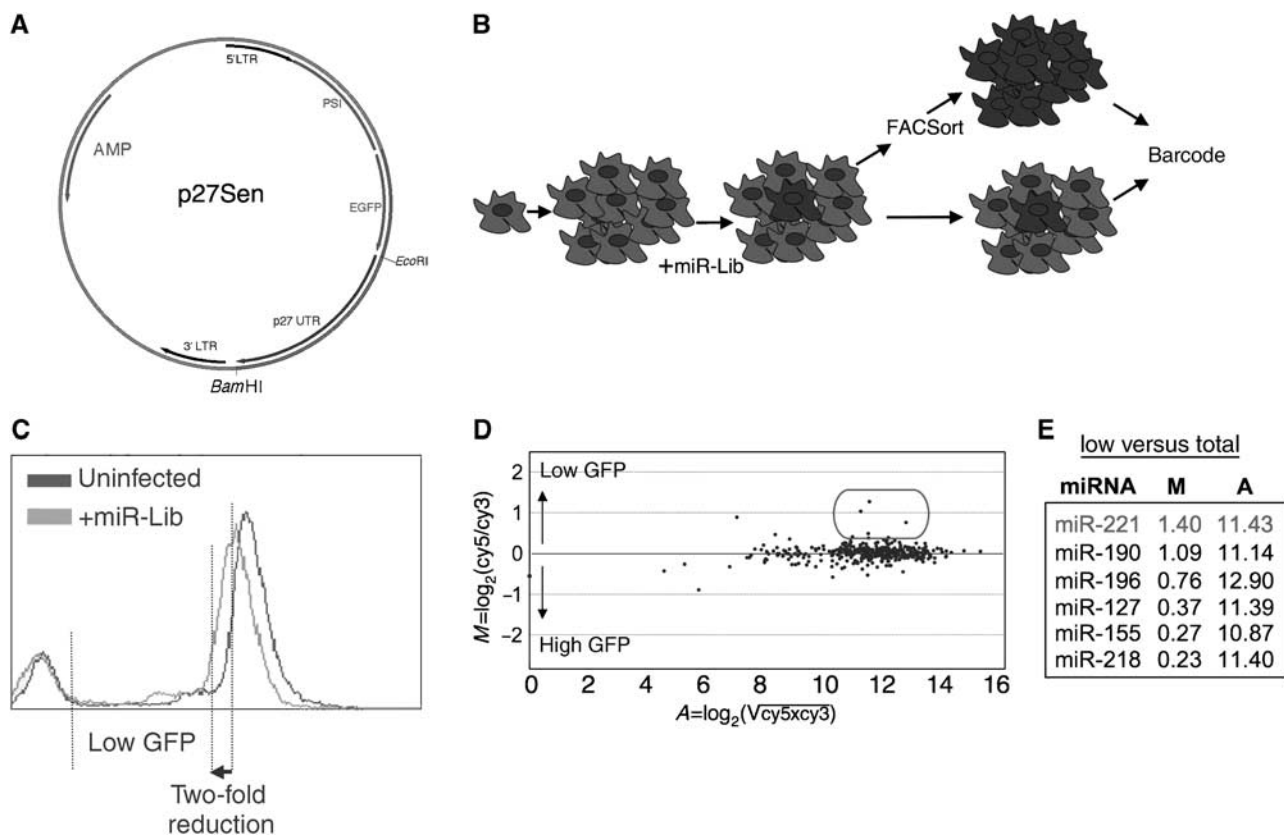 A
5'LTR
PSI
AMP
p27Sen
EGFP
EcoRI
p27 UTR
3' LTR
BamHI
B
FACSort
Barcode
+miR-Lib
C
Uninfected
+miR-Lib
Low GFP
Two-fold
reduction
D
M=log2(cy5/cy3)
2
1
0
−1
−2
Low GFP
High GFP
0 2 4 6 8 10 12 14 16
A=log2(Vcy5xcy3)
E
low versus total
miRNA M A
miR-221 1.40 11.43
miR-190 1.09 11.14
miR-196 0.76 12.90
miR-127 0.37 11.39
miR-155 0.27 10.87
miR-218 0.23 11.40